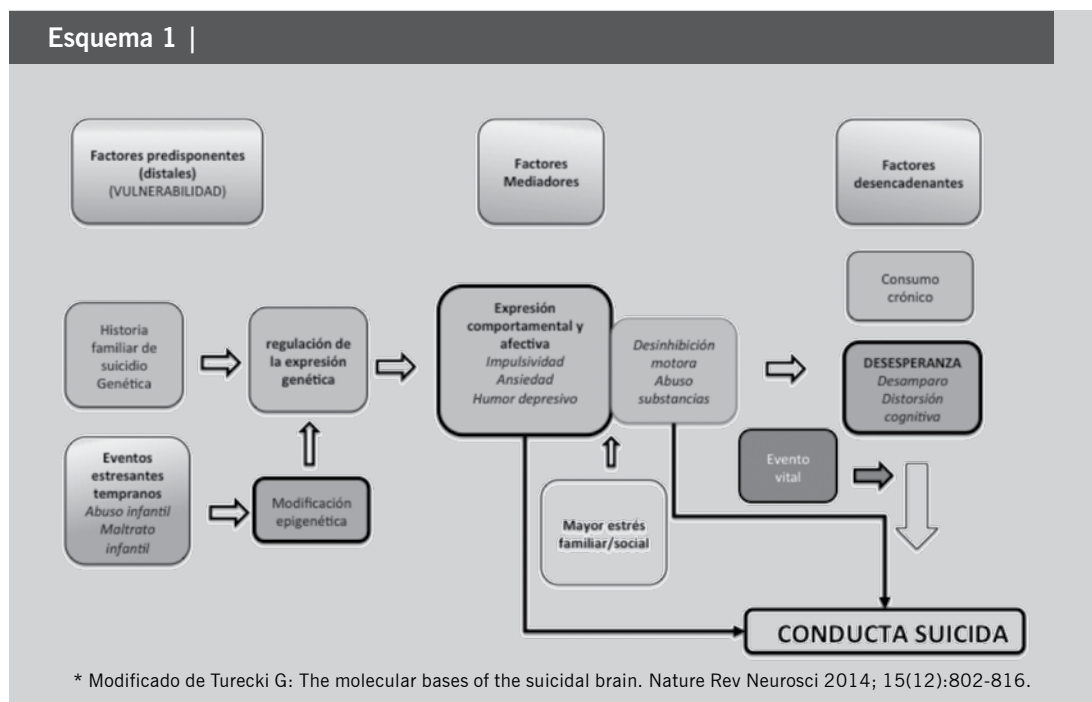 Esquema 1 |
Factores predisponentes
(distales)
(VULNERABILIDAD)
Factores
Mediadores
Factores
desencadenantes
Historia
familiar de
suicidio
Genética
regulación de
la expresión
genética
Eventos
estresantes
tempranos
Abuso infantil
Maltrato
infantil
Modificación
epigenética
Expresión
comportamental y
afectiva
Impulsividad
Ansiedad
Humor depresivo
Desinhibición
motora
Abuso
substancias
Mayor estrés
familiar/social
Consumo
crónico
DESESPERANZA
Desamparo
Distorsión
cognitiva
Evento
vital
CONDUCTA SUICIDA
* Modificado de Turecki G: The molecular bases of the suicidal brain. Nature Rev Neurosci 2014; 15(12):802-816.